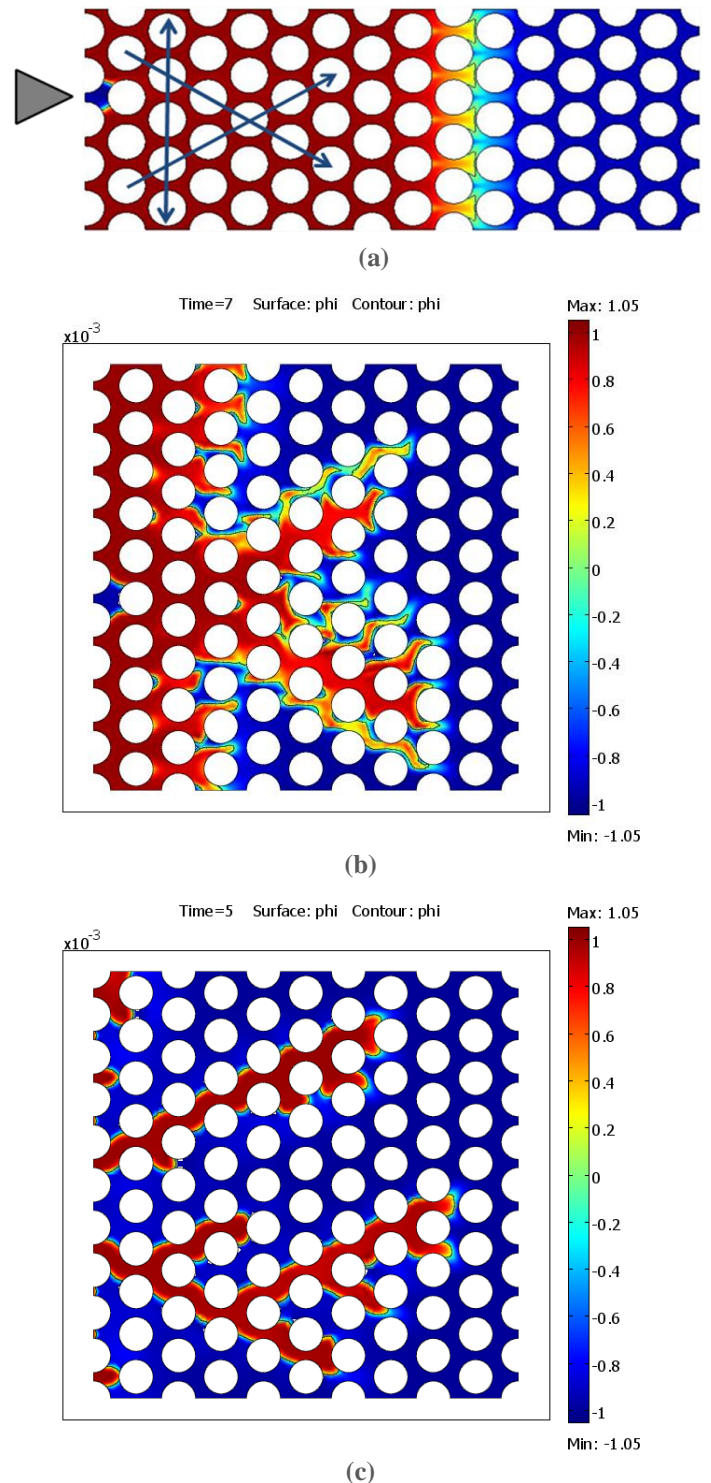 (a)
Time=7 Surface: phi Contour: phi
Max: 1.05
x10-3
1
0.8
0.6
0.4
0.2
0
-0.2
-0.4
-0.6
-0.8
-1
Min: -1.05
(b)
Time=5 Surface: phi Contour: phi
Max: 1.05
x10-3
1
0.8
0.6
0.4
0.2
0
-0.2
-0.4
-0.6
-0.8
-1
Min: -1.05
(c)